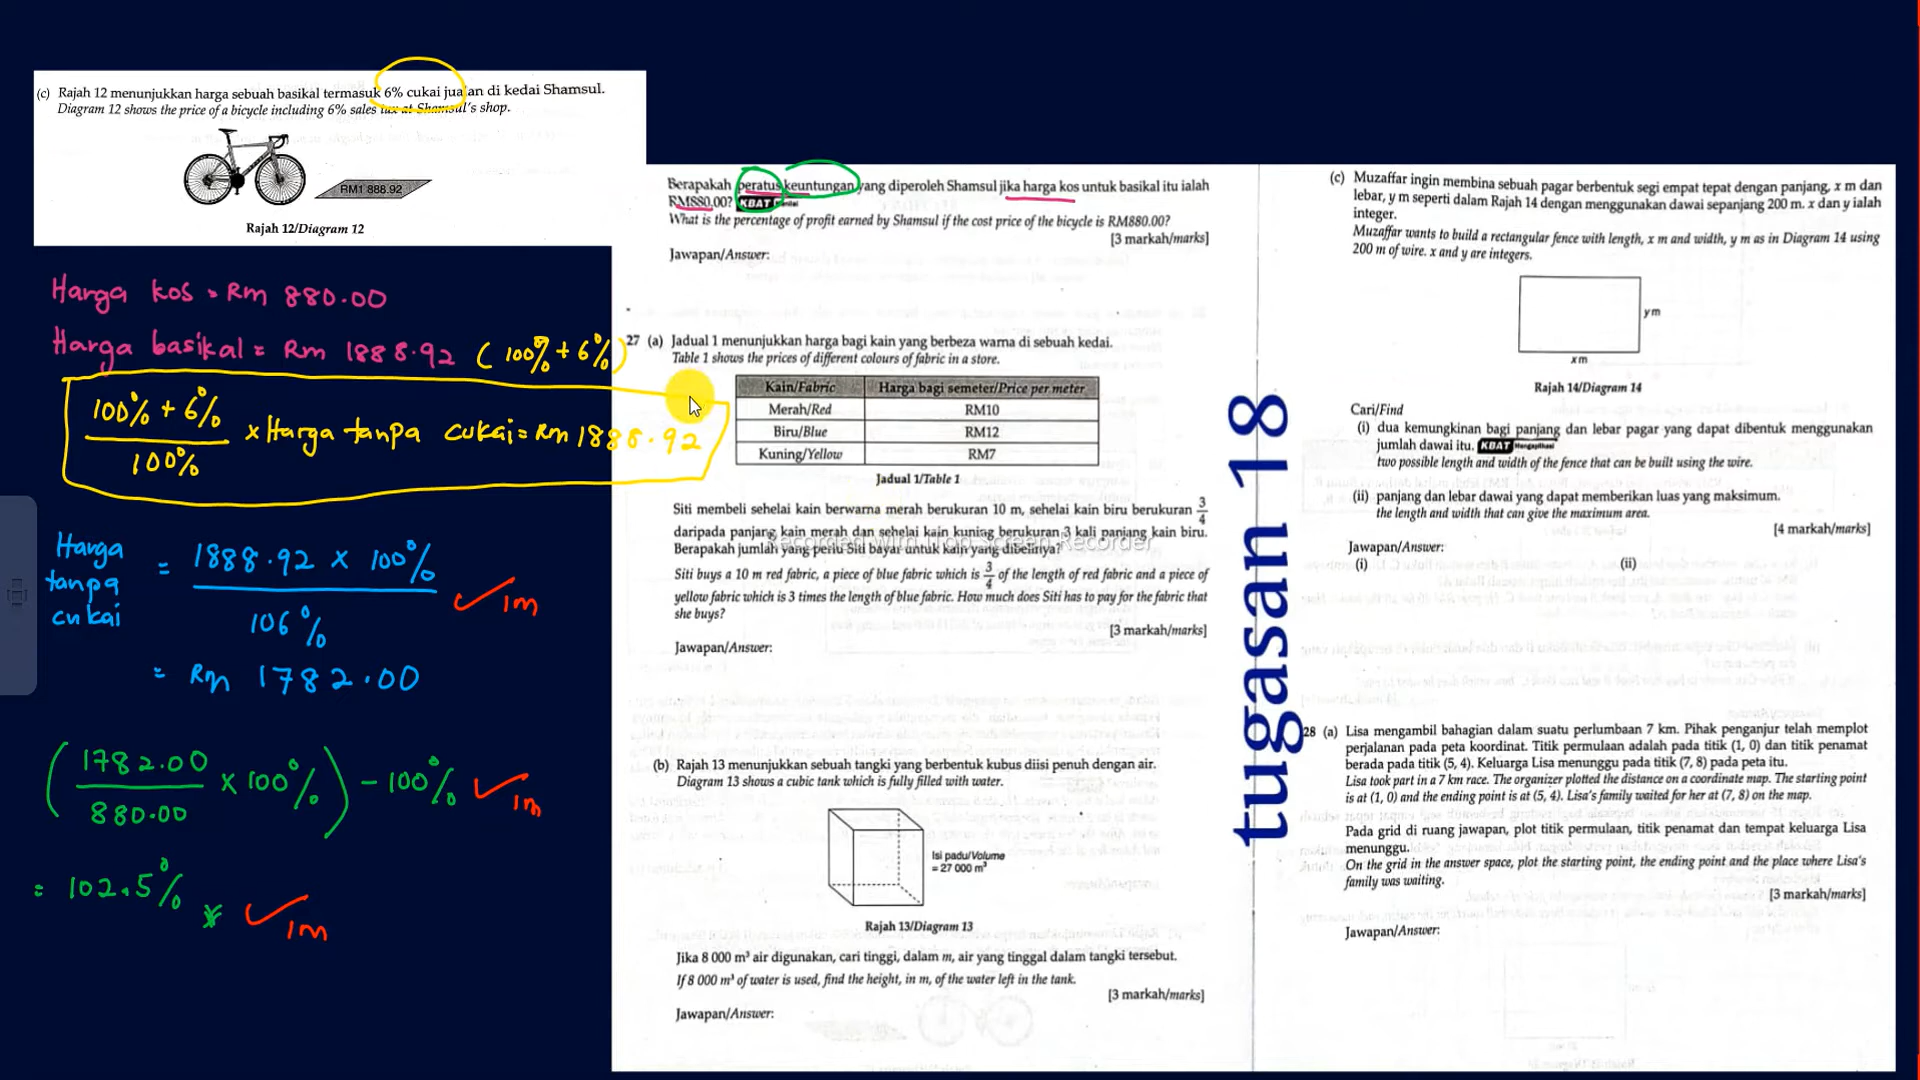 (c) Rajah 12 menunjukkan harga sebuah basikal termasuk 6% cukai jualan di kedai Shamsul.
Diagram 12 shows the price of a bicycle including 6% sales tax at Shamsul's shop.
RM1 888.92
Rajah 12/Diagram 12
Harga kos = Rm 880.00
Harga basikal = Rm 1888.92 (100% + 6%)
100% + 6%
100%
× Harga tanpa cukai = Rm 1888.92
Harga tanpa cukai
= 1888.92 × 100%
106%
✓ 1m
= Rm 1782.00
(1782.00
880.00
× 100%) - 100% ✓ 1m
= 102.5% * ✓ 1m
Berapakah peratus keuntungan yang diperoleh Shamsul jika harga kos untuk basikal itu ialah
RM880.00? KBAT
What is the percentage of profit earned by Shamsul if the cost price of the bicycle is RM880.00?
[3 markah/marks]
Jawapan/Answer:
27 (a) Jadual 1 menunjukkan harga bagi kain yang berbeza warna di sebuah kedai.
Table 1 shows the prices of different colours of fabric in a store.
Kain/Fabric Harga bagi semeter/Price per meter
Merah/Red RM10
Biru/Blue RM12
Kuning/Yellow RM7
Jadual 1/Table 1
Siti membeli sehelai kain berwarna merah berukuran 10 m, sehelai kain biru berukuran 3/4
daripada panjang kain merah dan sehelai kain kuning berukuran 3 kali panjang kain biru.
Berapakah jumlah yang perlu Siti bayar untuk kain yang dibelinya?
Siti buys a 10 m red fabric, a piece of blue fabric which is 3/4 of the length of red fabric and a piece of
yellow fabric which is 3 times the length of blue fabric. How much does Siti has to pay for the fabric that
she buys?
[3 markah/marks]
Jawapan/Answer:
(b) Rajah 13 menunjukkan sebuah tangki yang berbentuk kubus diisi penuh dengan air.
Diagram 13 shows a cubic tank which is fully filled with water.
Isi padu/Volume
= 27 000 m³
Rajah 13/Diagram 13
Jika 8 000 m³ air digunakan, cari tinggi, dalam m, air yang tinggal dalam tangki tersebut.
If 8 000 m³ of water is used, find the height, in m, of the water left in the tank.
[3 markah/marks]
Jawapan/Answer:
tugasan 18
(c) Muzaffar ingin membina sebuah pagar berbentuk segi empat tepat dengan panjang, x m dan
lebar, y m seperti dalam Rajah 14 dengan menggunakan dawai sepanjang 200 m. x dan y ialah
integer.
Muzaffar wants to build a rectangular fence with length, x m and width, y m as in Diagram 14 using
200 m of wire. x and y are integers.
y m
x m
Rajah 14/Diagram 14
Cari/Find
(i) dua kemungkinan bagi panjang dan lebar pagar yang dapat dibentuk menggunakan
jumlah dawai itu. KBAT Mengaplikasi
two possible length and width of the fence that can be built using the wire.
(ii) panjang dan lebar dawai yang dapat memberikan luas yang maksimum.
the length and width that can give the maximum area.
[4 markah/marks]
Jawapan/Answer:
(i) (ii)
28 (a) Lisa mengambil bahagian dalam suatu perlumbaan 7 km. Pihak penganjur telah memplot
perjalanan pada peta koordinat. Titik permulaan adalah pada titik (1, 0) dan titik penamat
berada pada titik (5, 4). Keluarga Lisa menunggu pada titik (7, 8) pada peta itu.
Lisa took part in a 7 km race. The organizer plotted the distance on a coordinate map. The starting point
is at (1, 0) and the ending point is at (5, 4). Lisa's family waited for her at (7, 8) on the map.
Pada grid di ruang jawapan, plot titik permulaan, titik penamat dan tempat keluarga Lisa
menunggu.
On the grid in the answer space, plot the starting point, the ending point and the place where Lisa's
family was waiting.
[3 markah/marks]
Jawapan/Answer: